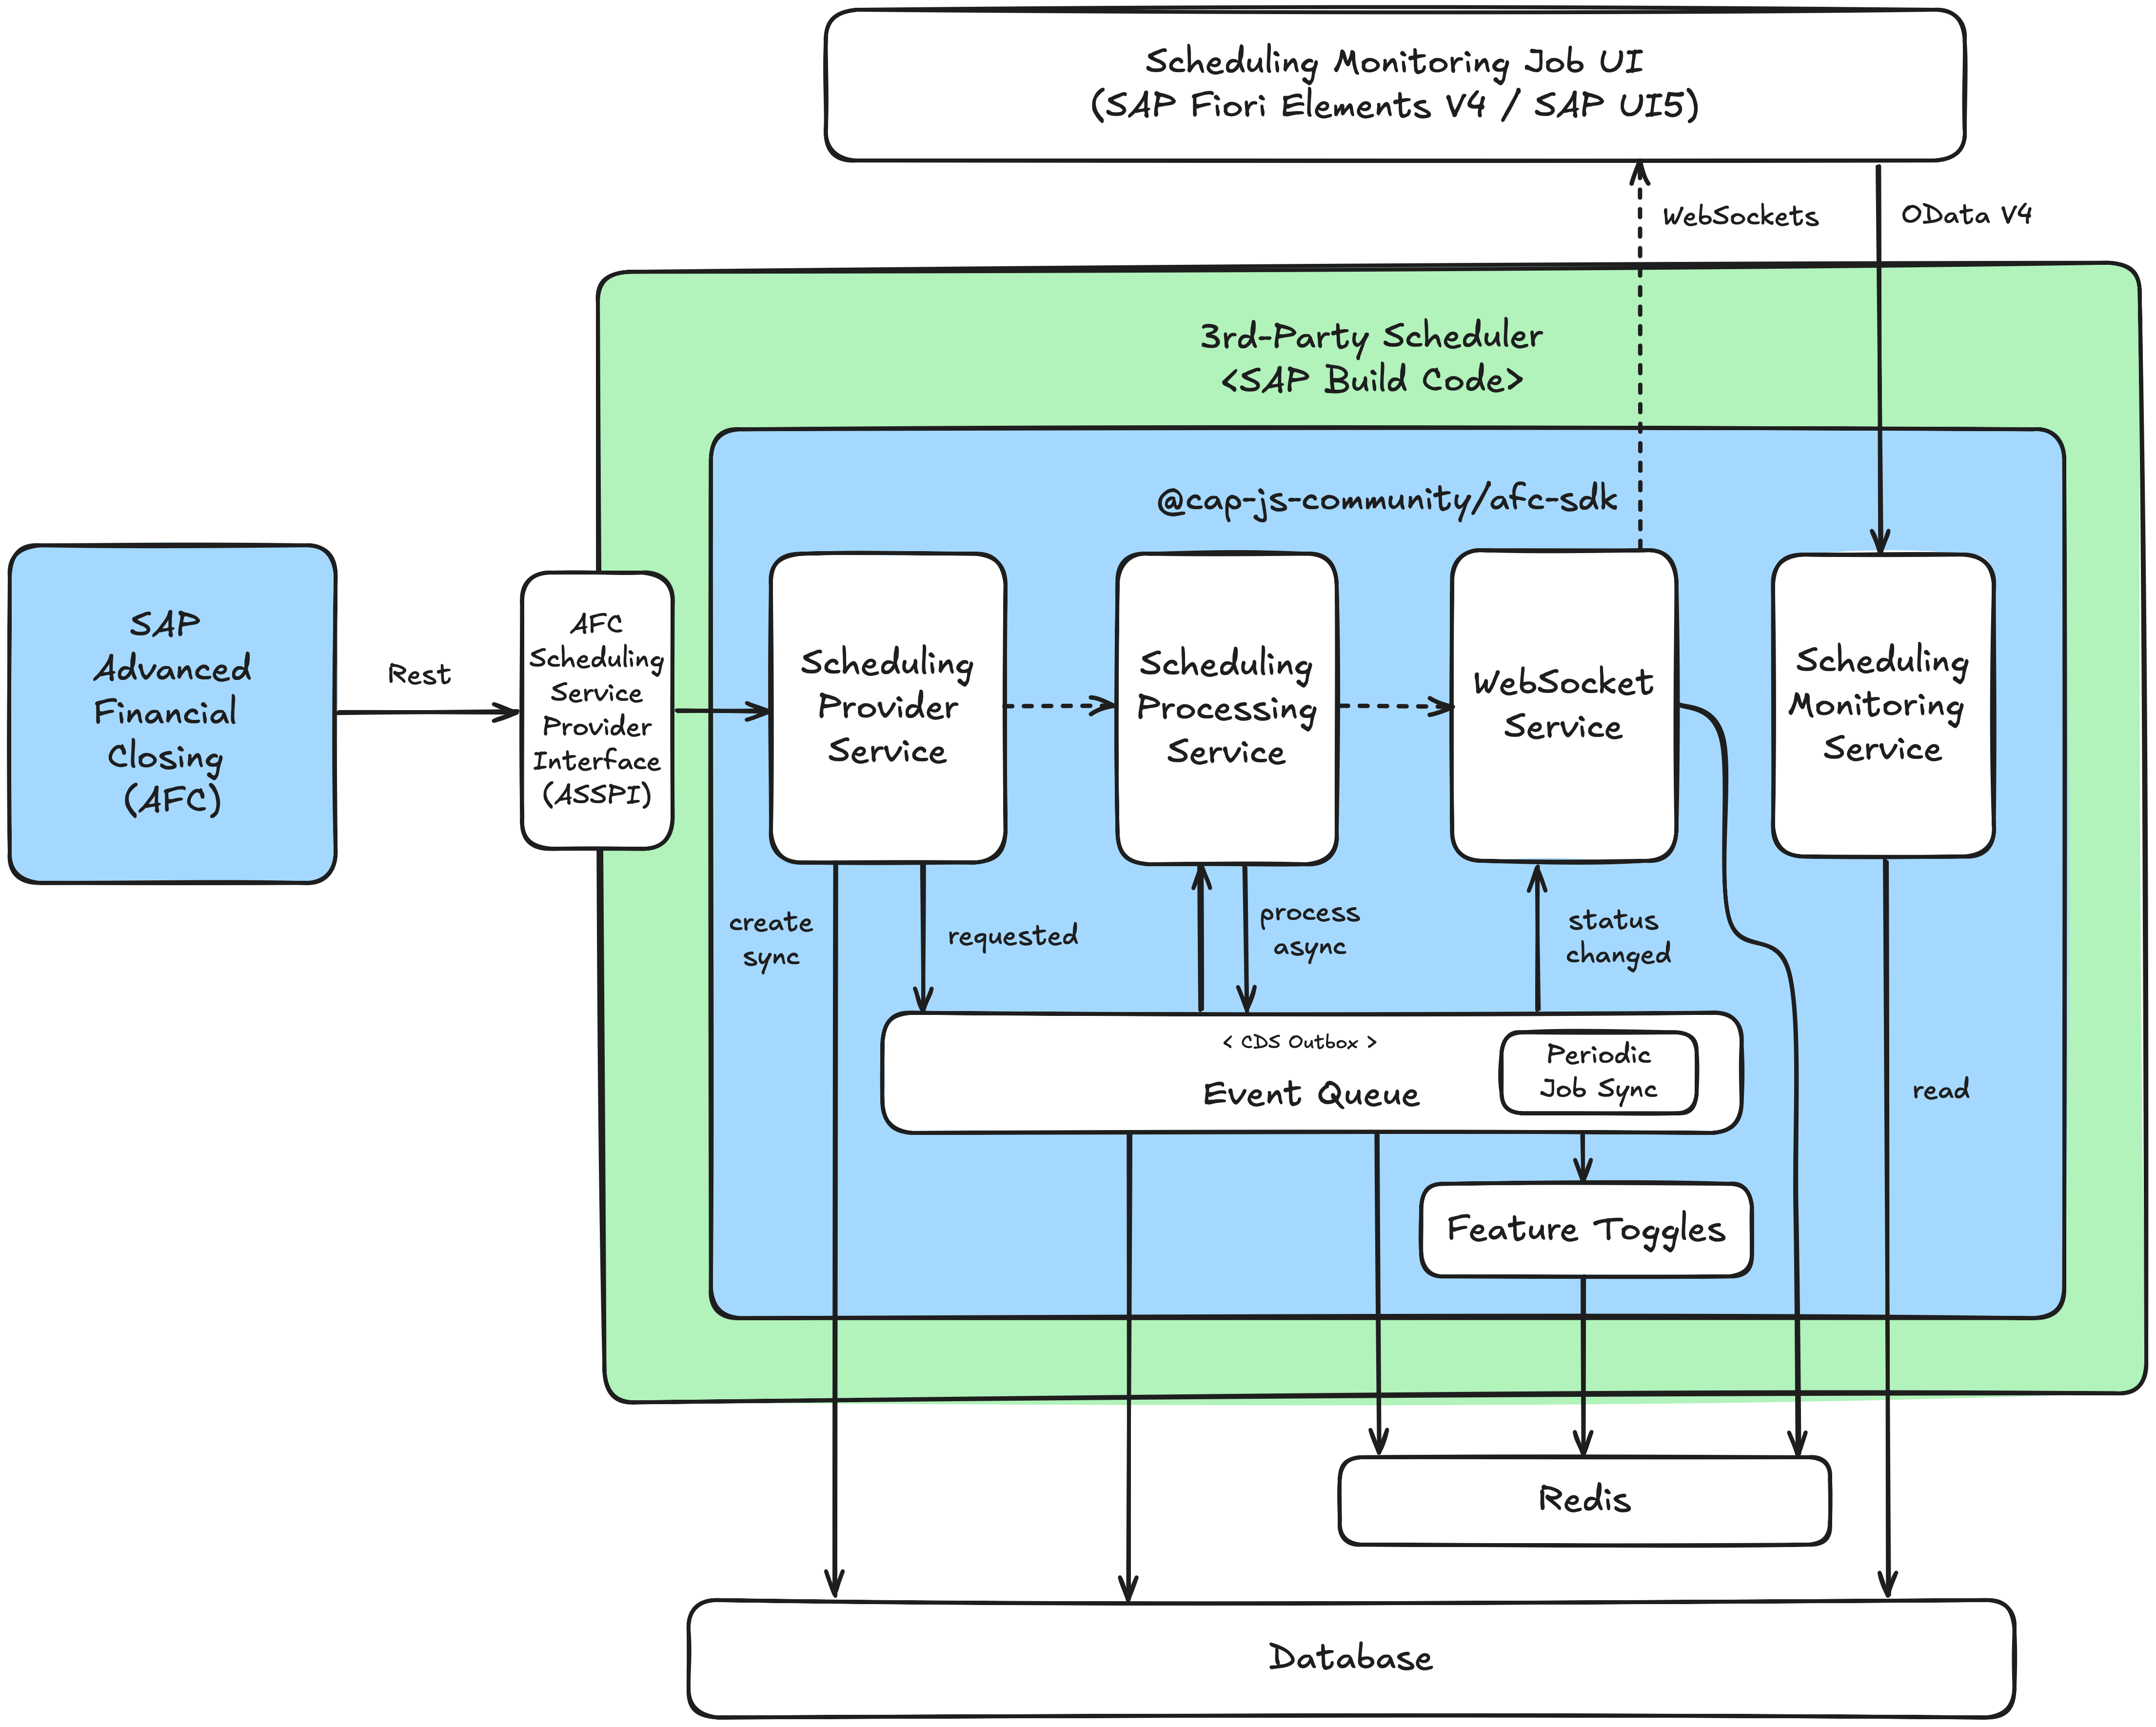 Scheduling Monitoring Job UI
(SAP Fiori Elements V4 / SAP UI5)
WebSockets
OData V4
3rd-Party Scheduler
<SAP Build Code>
@cap-js-community/afc-sdk
SAP
Advanced
Financial
Closing
(AFC)
Rest
AFC
Scheduling
Service
Provider
Interface
(ASSPI)
Scheduling
Provider
Service
Scheduling
Processing
Service
WebSocket
Service
Scheduling
Monitoring
Service
create
sync
requested
process
async
status
changed
< CDS Outbox >
Event Queue
Periodic
Job Sync
read
Feature Toggles
Redis
Database